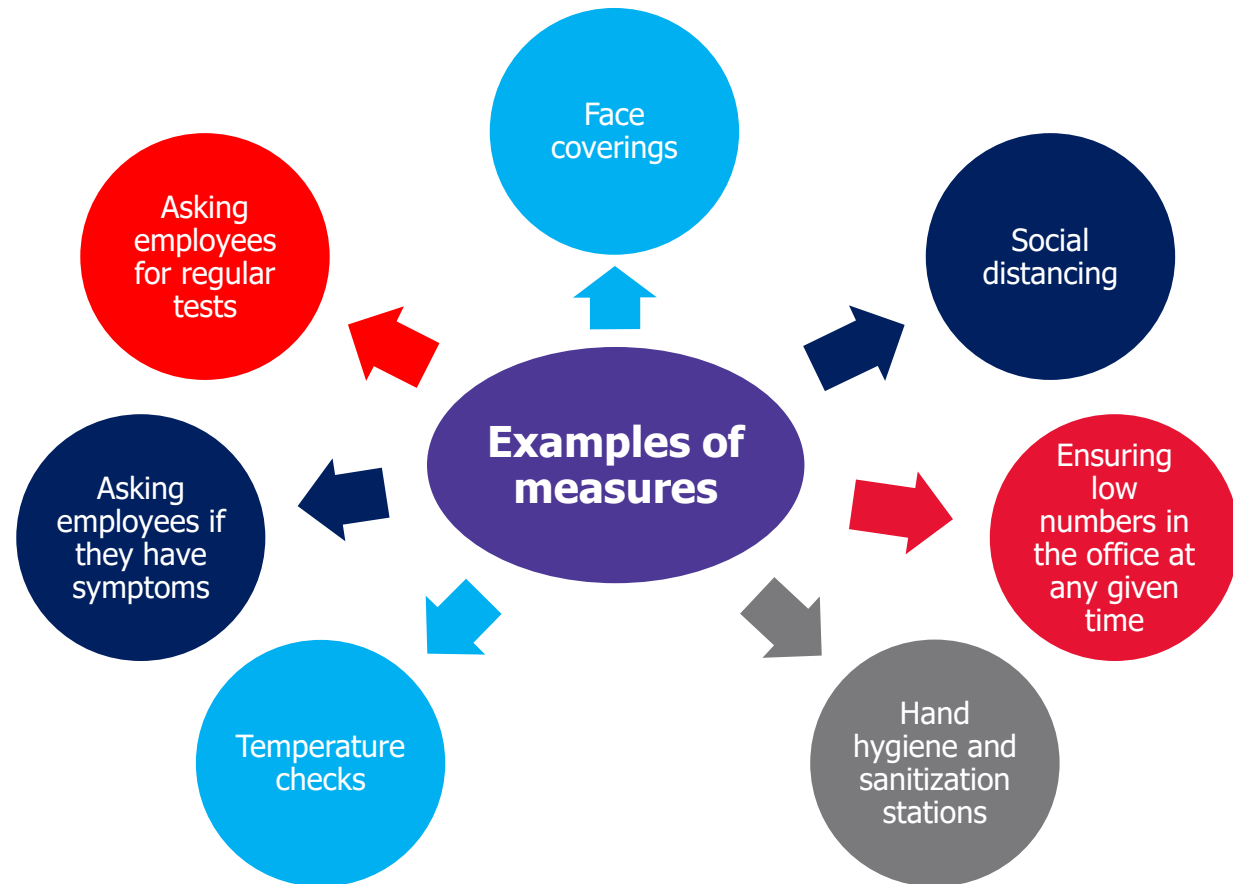 Examples of
measures
Face
coverings
Social
distancing
Ensuring
low
numbers in
the office at
any given
time
Hand
hygiene and
sanitization
stations
Temperature
checks
Asking
employees if
they have
symptoms
Asking
employees
for regular
tests